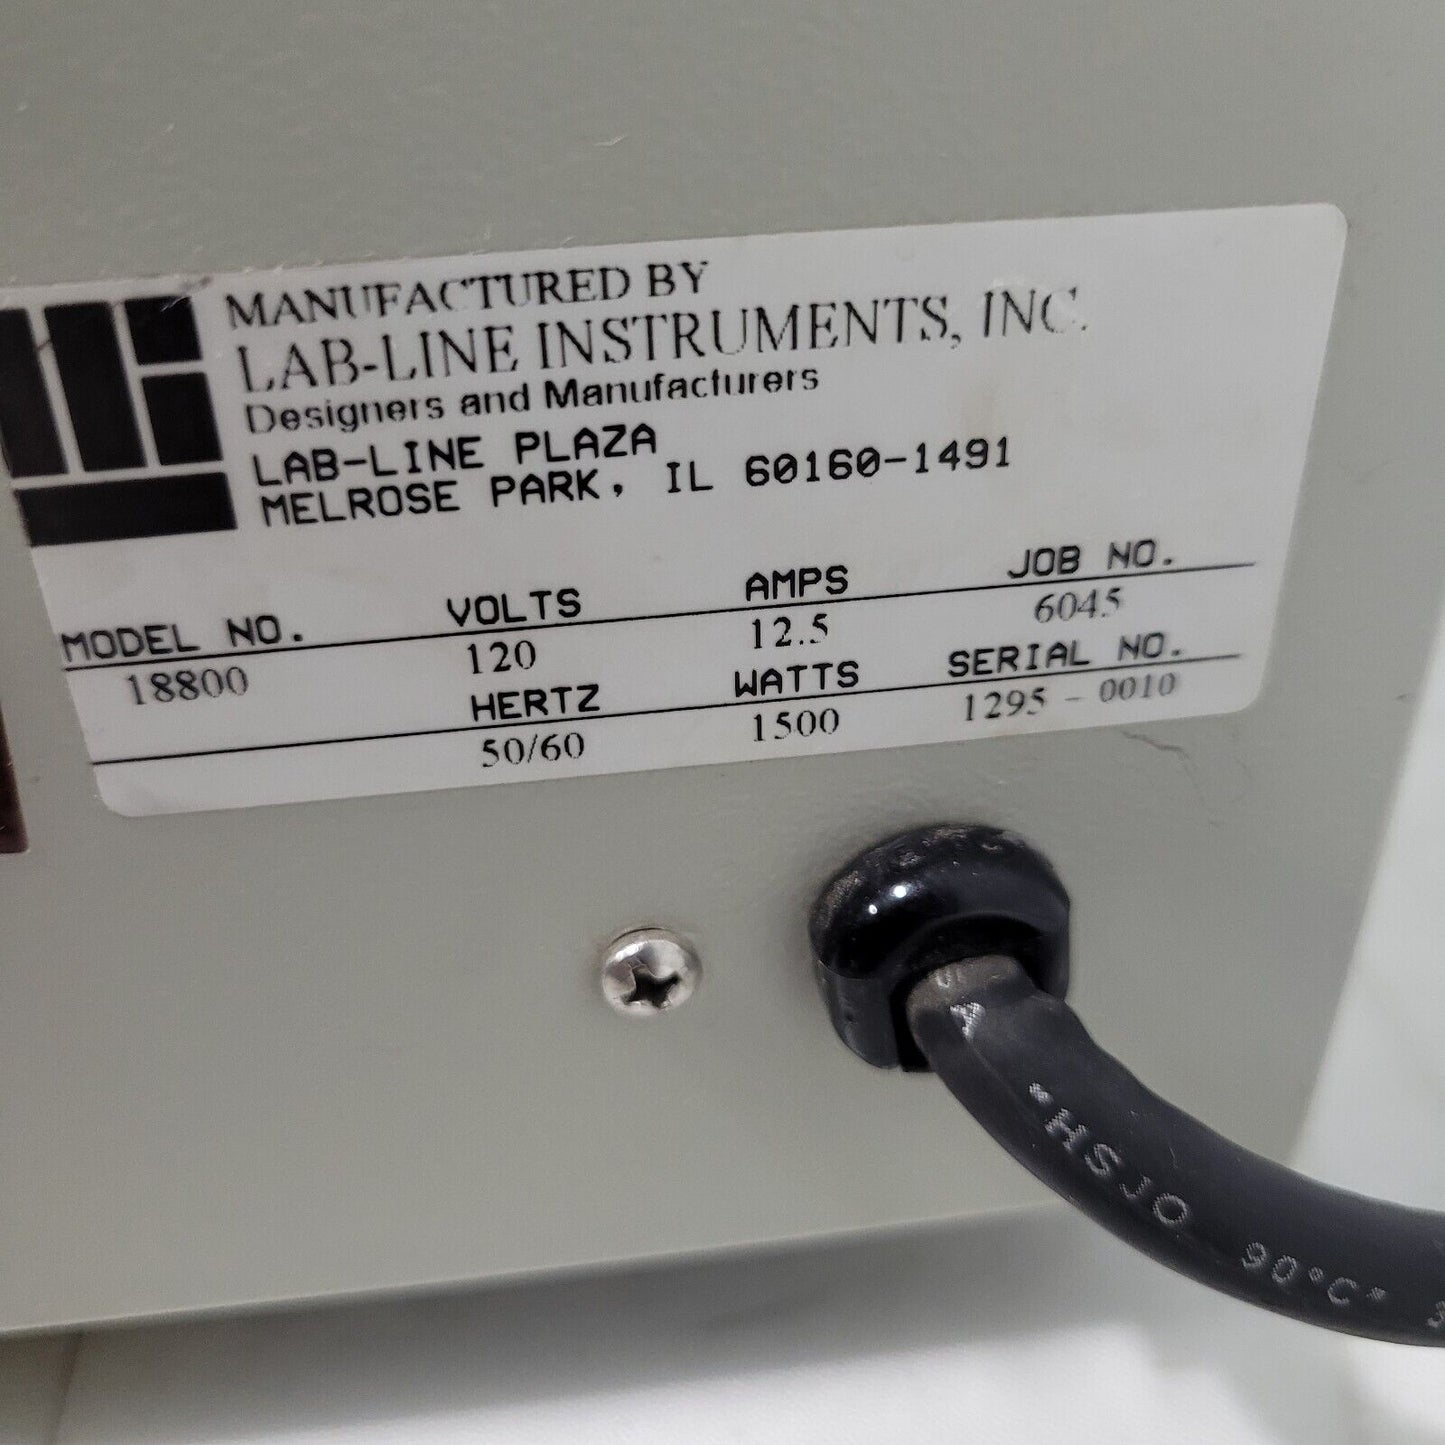 MANUFACTURED BY
LAB-LINE INSTRUMENTS, INC.
Designers and Manufacturers
LAB-LINE PLAZA
MELROSE PARK, IL 60160-1491
MODEL NO. VOLTS AMPS JOB NO.
18800 120 12.5 6045
HERTZ WATTS SERIAL NO.
50/60 1500 1295 - 0010
*HSJO 90°C*